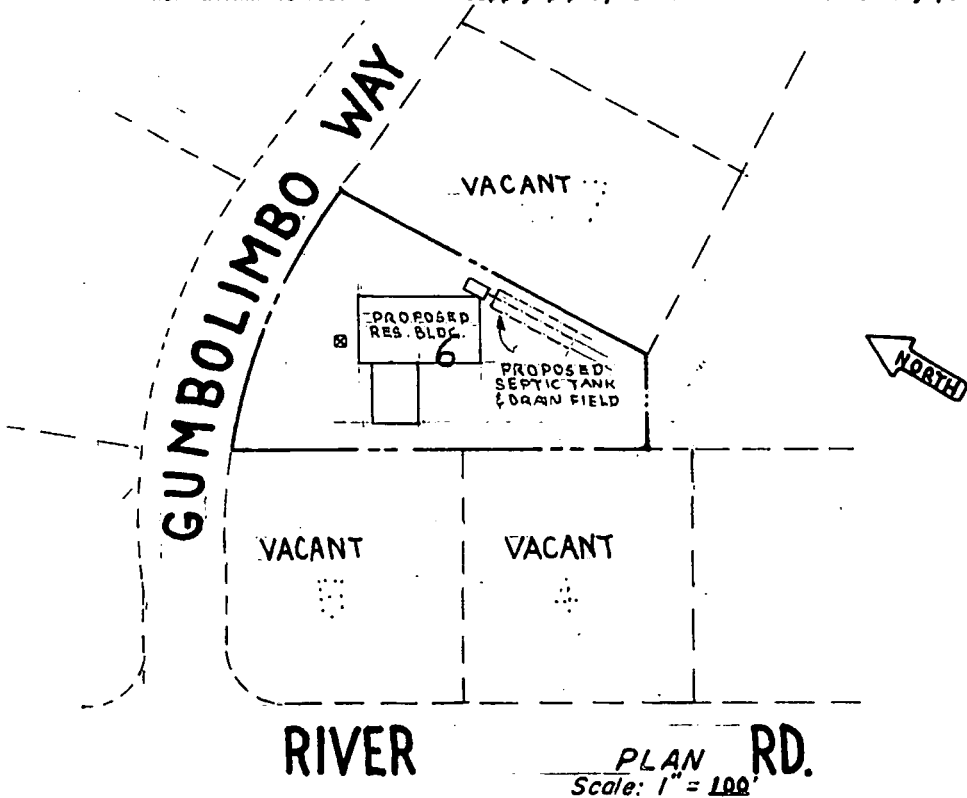 GUMBOLIMBO WAY
VACANT
PROPOSED
RES. BLDG.
PROPOSED
SEPTIC TANK
& DRAIN FIELD
NORTH
VACANT
VACANT
RIVER RD.
PLAN
Scale: 1" = 100'